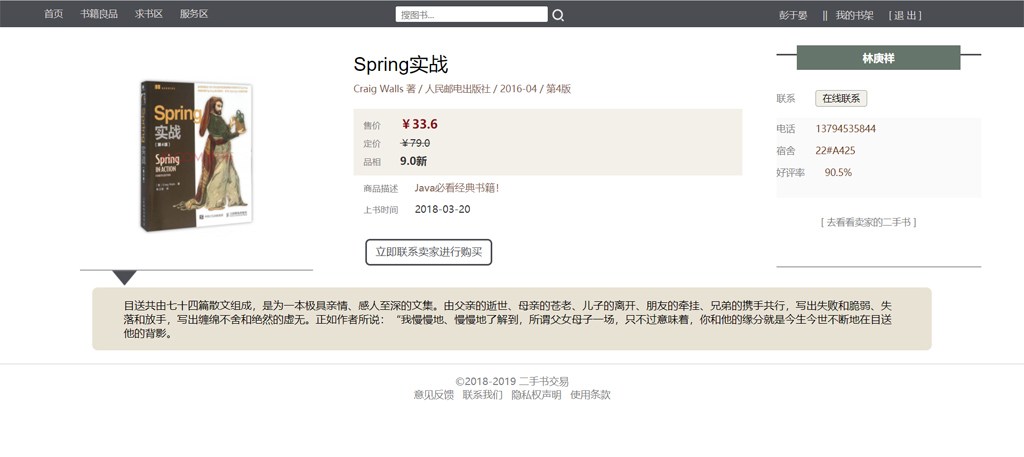 首页 书籍良品 求书区 服务区 搜图书... 彭于晏 || 我的书架 [ 退 出 ]
Spring实战
Craig Walls 著 / 人民邮电出版社 / 2016-04 / 第4版
售价 ￥33.6
定价 ￥79.0
品相 9.0新
商品描述 Java必看经典书籍！
上书时间 2018-03-20
立即联系卖家进行购买
Spring
实战
(第4版)
Spring
IN ACTION
林庚祥
联系 在线联系
电话 13794535844
宿舍 22#A425
好评率 90.5%
[ 去看看卖家的二手书 ]
目送共由七十四篇散文组成，是为一本极具亲情、感人至深的文集。由父亲的逝世、母亲的苍老、儿子的离开、朋友的牵挂、兄弟的携手共行，写出失败和脆弱、失
落和放手，写出缠绵不舍和绝然的虚无。正如作者所说：“我慢慢地、慢慢地了解到，所谓父女母子一场，只不过意味着，你和他的缘分就是今生今世不断地在目送
他的背影。
©2018-2019 二手书交易
意见反馈 联系我们 隐私权声明 使用条款